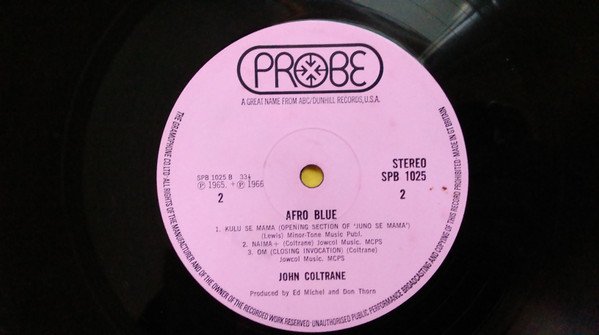 PROBE
A GREAT NAME FROM ABC/DUNHILL RECORDS, U.S.A.
THE GRAMOPHONE CO LTD · ALL RIGHTS OF THE MANUFACTURER AND OF THE OWNER OF THE RECORDED WORK RESERVED · UNAUTHORISED PUBLIC PERFORMANCE BROADCASTING AND COPYING OF THIS RECORD PROHIBITED · MADE IN GT BRITAIN
SPB 1025 B 33⅓
℗ 1965. + ℗ 1966
2
STEREO
SPB 1025
2
AFRO BLUE
1. KULU SE MAMA (OPENING SECTION OF 'JUNO SE MAMA')
(Lewis) Minor-Tone Music Publ.
2. NAIMA+ (Coltrane) Jowcol Music. MCPS
3. OM (CLOSING INVOCATION) (Coltrane)
Jowcol Music. MCPS
JOHN COLTRANE
Produced by Ed Michel and Don Thorn